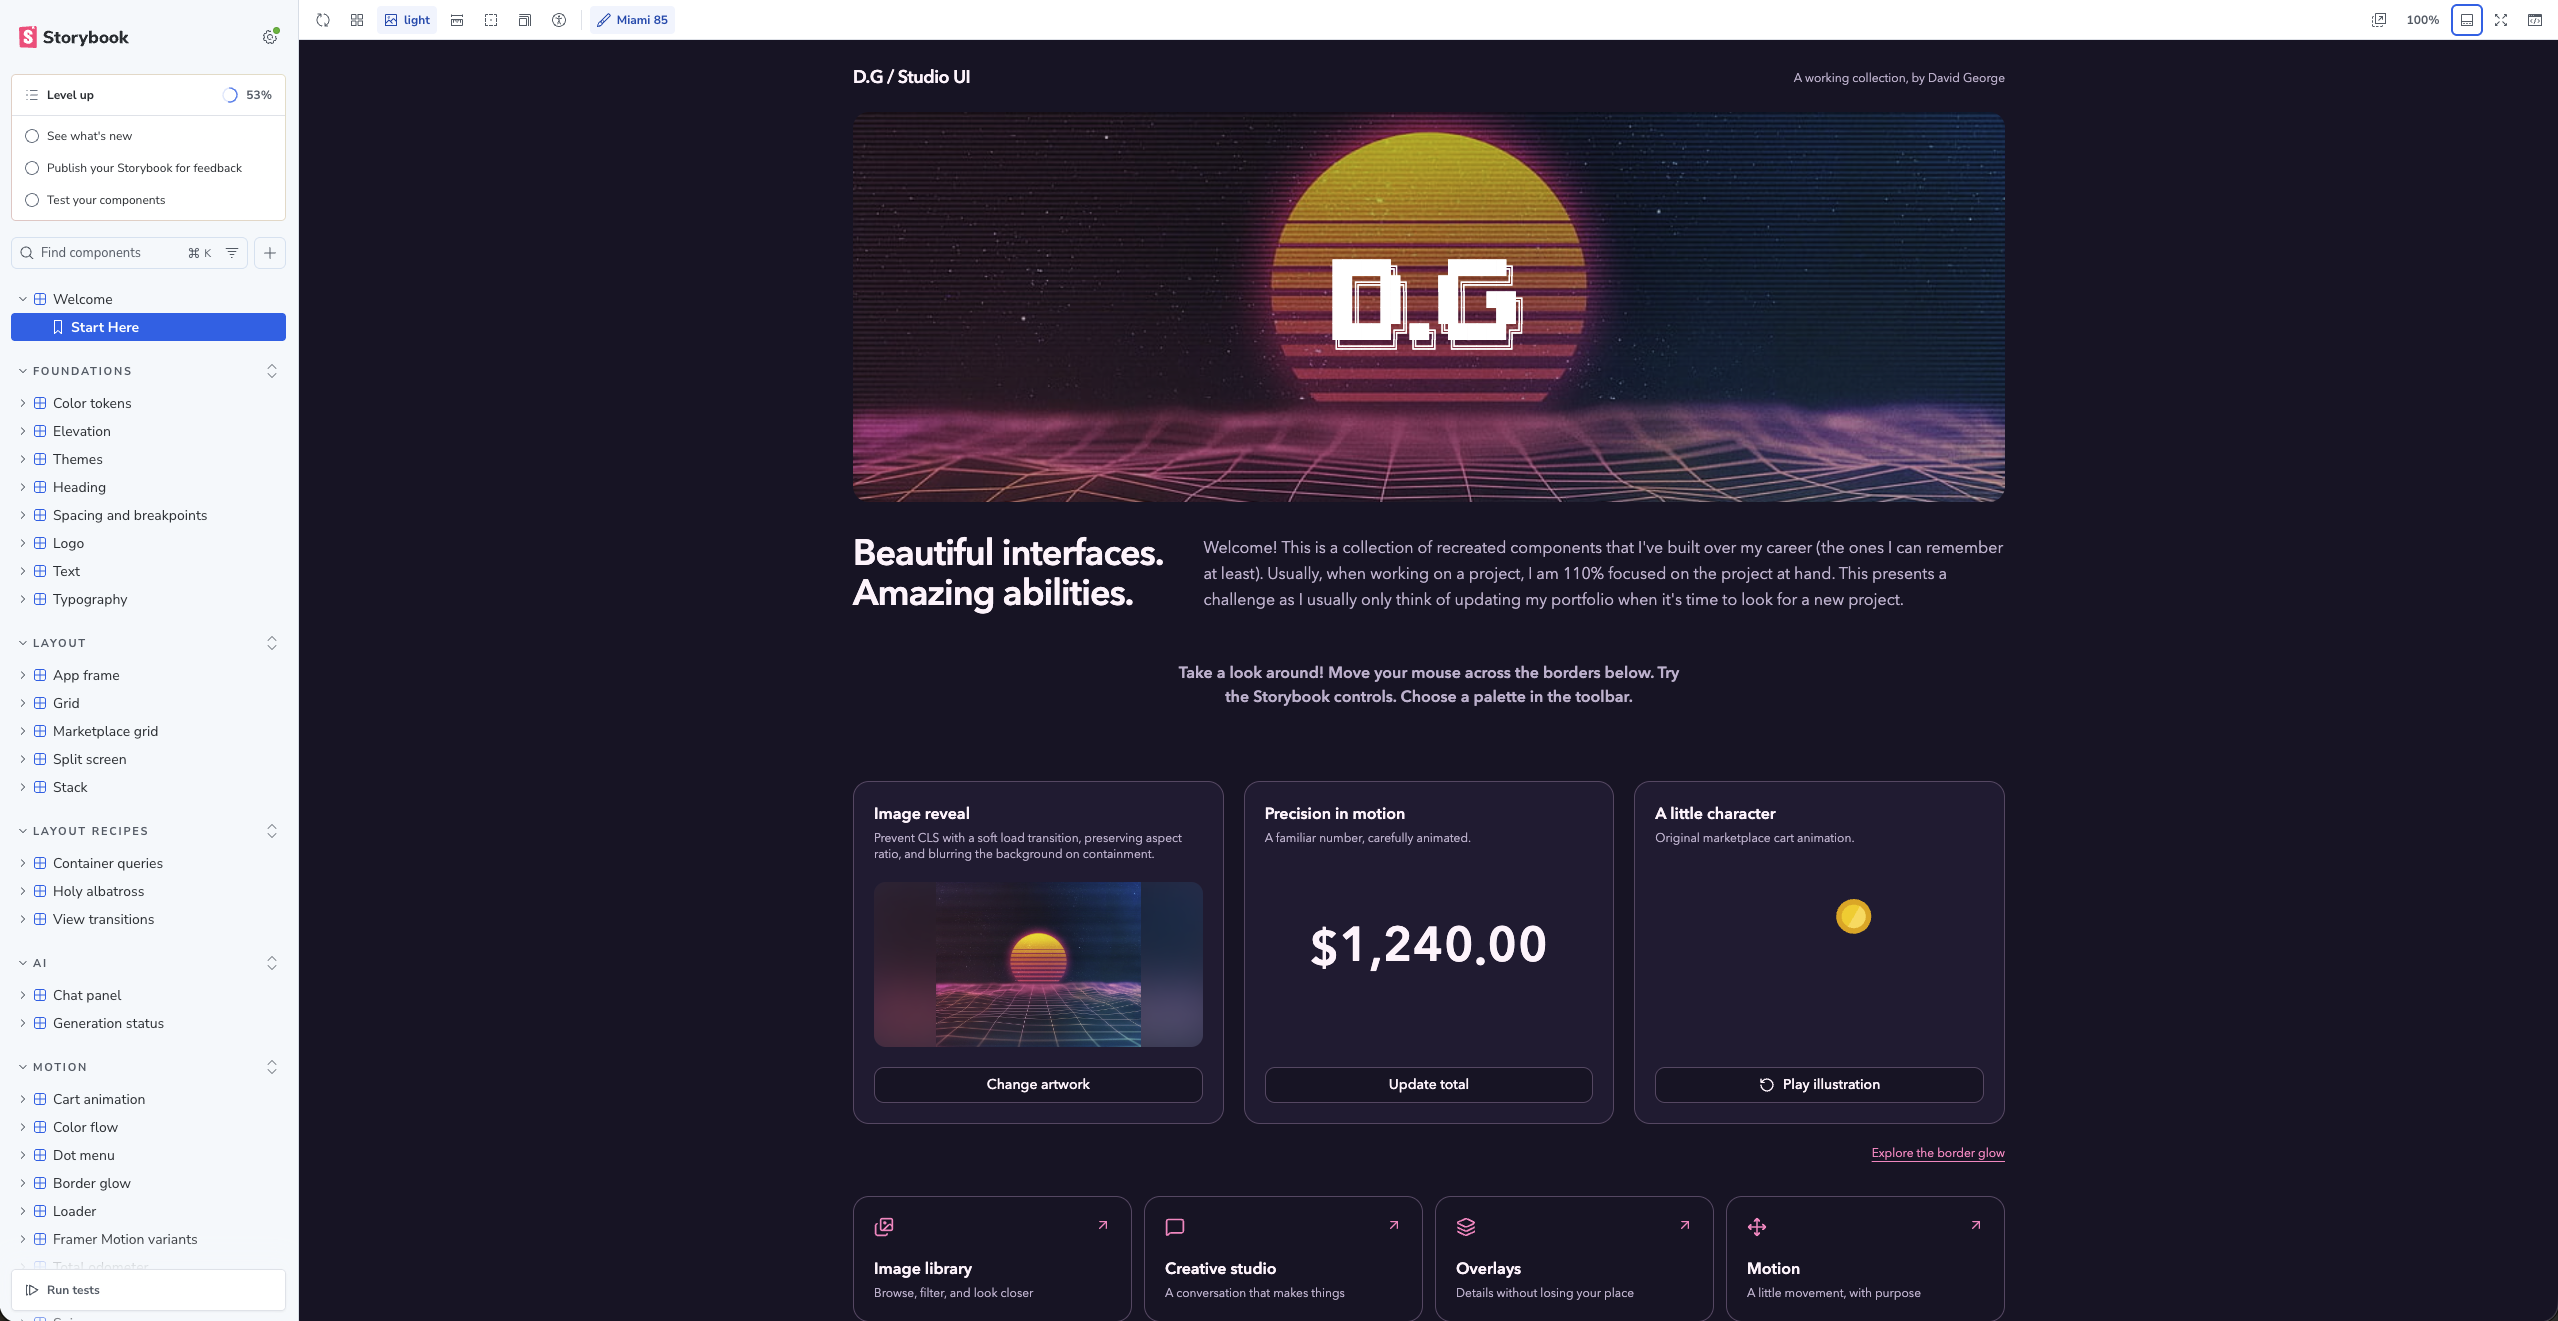 Storybook
Level up
53%
See what's new
Publish your Storybook for feedback
Test your components
Find components
⌘ K
Welcome
Start Here
FOUNDATIONS
Color tokens
Elevation
Themes
Heading
Spacing and breakpoints
Logo
Text
Typography
LAYOUT
App frame
Grid
Marketplace grid
Split screen
Stack
LAYOUT RECIPES
Container queries
Holy albatross
View transitions
AI
Chat panel
Generation status
MOTION
Cart animation
Color flow
Dot menu
Border glow
Loader
Framer Motion variants
Total odometer
Run tests
light
Miami 85
100%
D.G / Studio UI
A working collection, by David George
D.G
Beautiful interfaces.
Amazing abilities.
Welcome! This is a collection of recreated components that I've built over my career (the ones I can remember
at least). Usually, when working on a project, I am 110% focused on the project at hand. This presents a
challenge as I usually only think of updating my portfolio when it's time to look for a new project.
Take a look around! Move your mouse across the borders below. Try
the Storybook controls. Choose a palette in the toolbar.
Image reveal
Prevent CLS with a soft load transition, preserving aspect
ratio, and blurring the background on containment.
Change artwork
Precision in motion
A familiar number, carefully animated.
$1,240.00
Update total
A little character
Original marketplace cart animation.
Play illustration
Explore the border glow
Image library
Browse, filter, and look closer
Creative studio
A conversation that makes things
Overlays
Details without losing your place
Motion
A little movement, with purpose